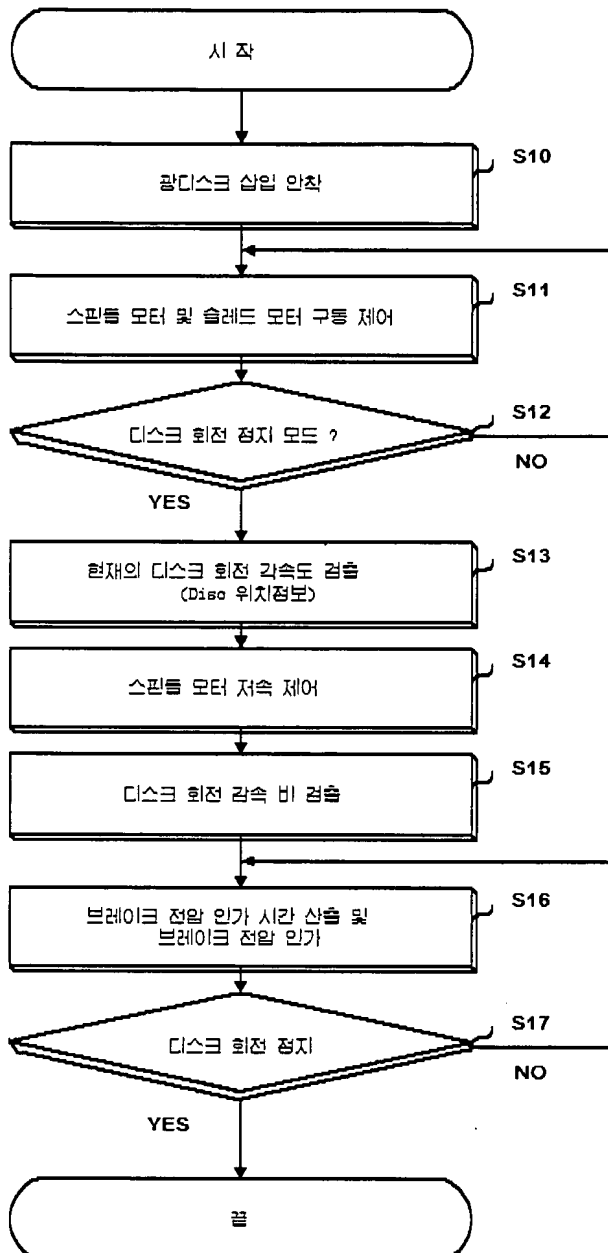 시 작
S10
광디스크 삽입 안착
S11
스핀들 모터 및 슬레드 모터 구동 제어
S12
디스크 회전 정지 모드 ?
NO
YES
S13
현재의 디스크 회전 각속도 검출
(Disc 위치정보)
S14
스핀들 모터 저속 제어
S15
디스크 회전 감속 비 검출
S16
브레이크 전압 인가 시간 산출 및
브레이크 전압 인가
S17
디스크 회전 정지
NO
YES
끝